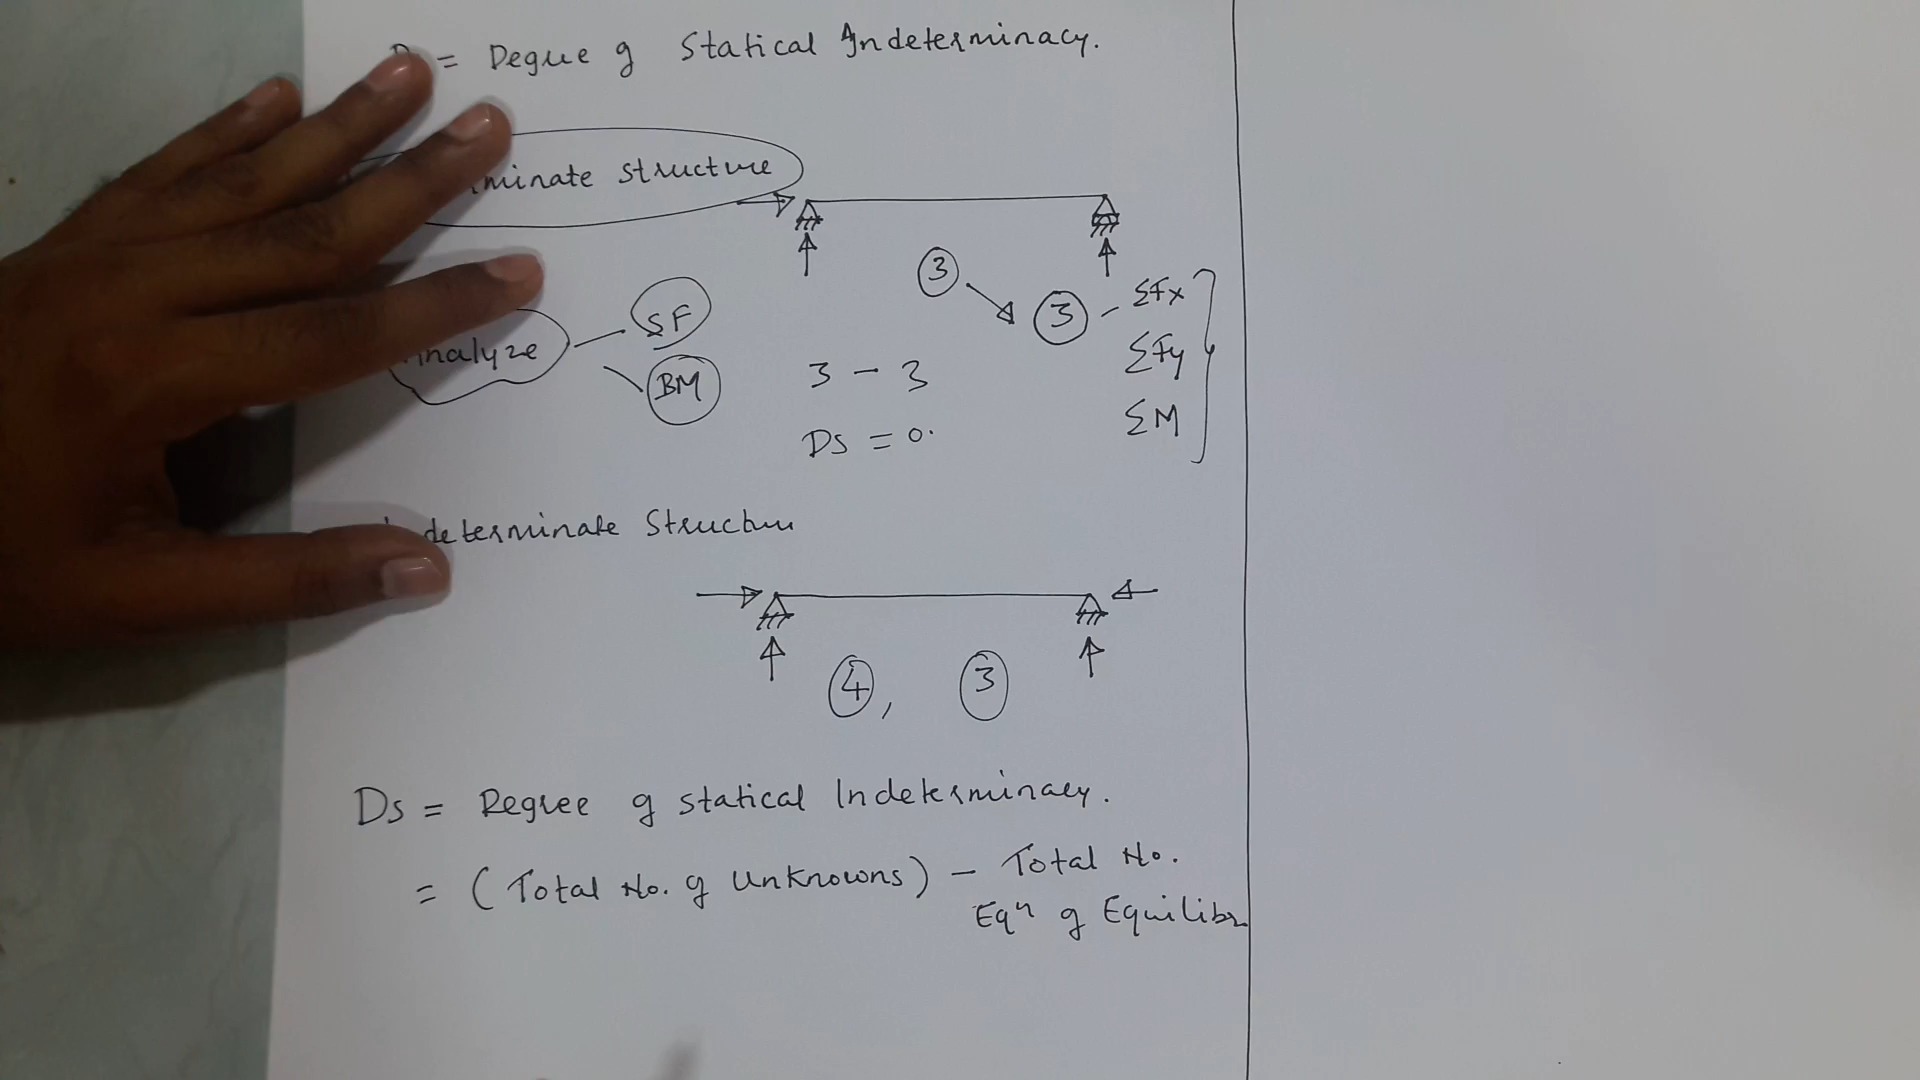 = Degree of Statical Indeterminacy.
minate structure
3
3 - ΣFx
ΣFy
ΣM
nalyze
SF
BM
3 - 3
Ds = 0.
determinate Structure
4, 3
Ds = Degree of statical Indeterminacy.
= (Total No. of Unknowns) - Total No.
Eqn of Equilibr